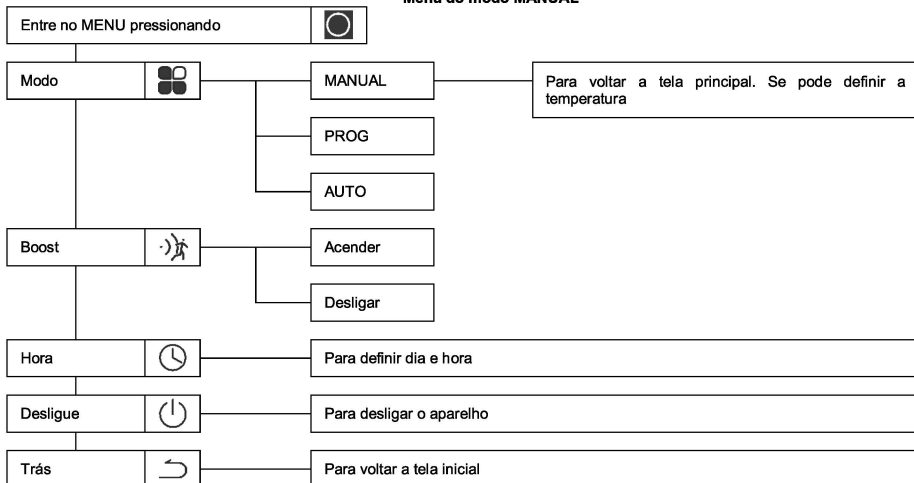 Menu do modo MANUAL
Entre no MENU pressionando
Modo
MANUAL
Para voltar a tela principal. Se pode definir a
temperatura
PROG
AUTO
Boost
Acender
Desligar
Hora
Para definir dia e hora
Desligue
Para desligar o aparelho
Trás
Para voltar a tela inicial